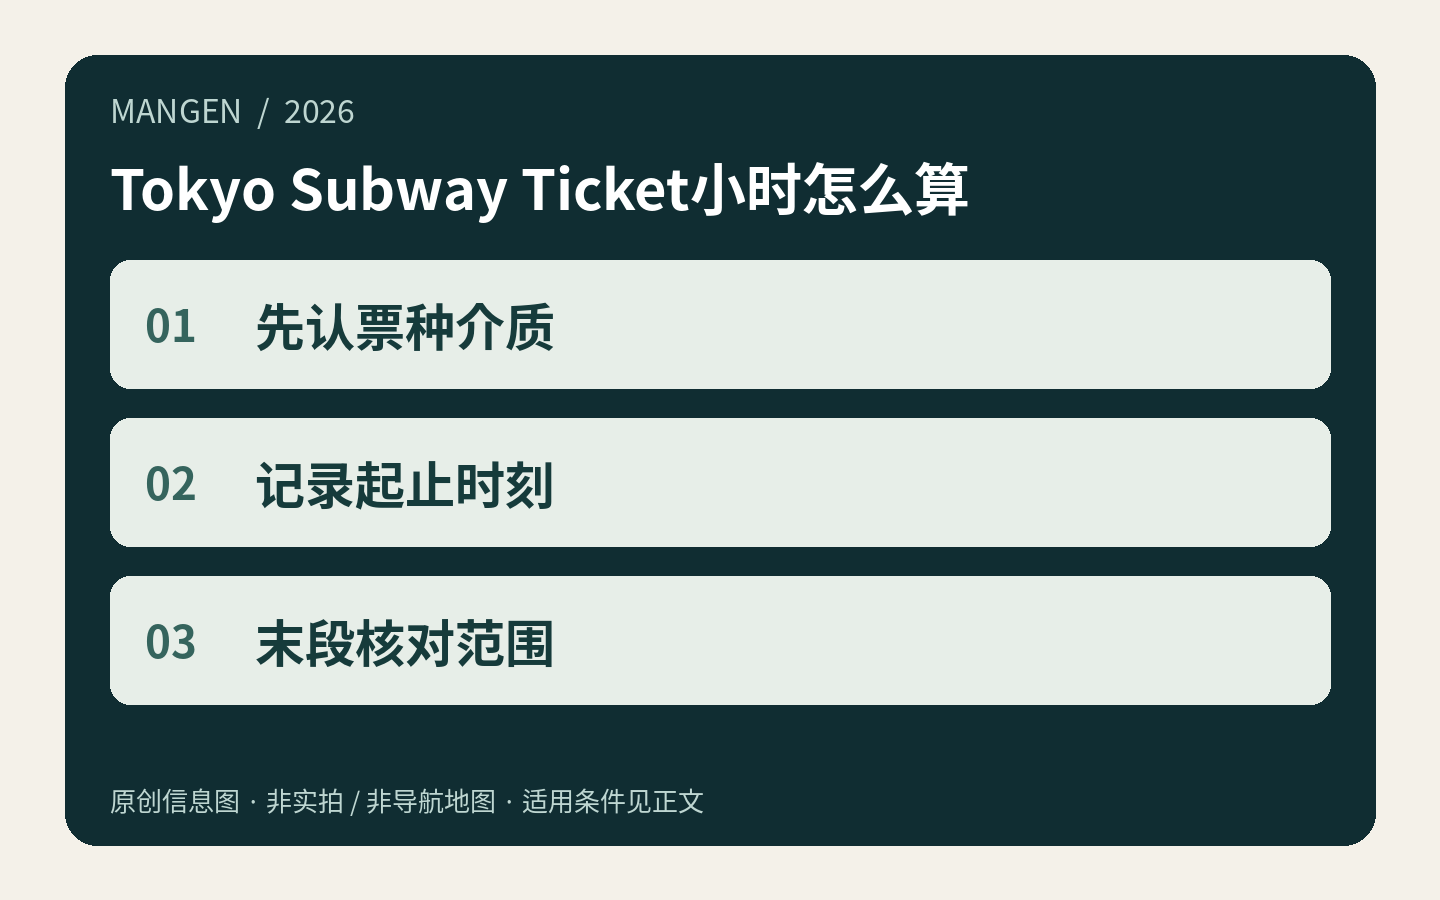 MANGEN / 2026
Tokyo Subway Ticket小时怎么算
01 先认票种介质
02 记录起止时刻
03 末段核对范围
原创信息图 · 非实拍 / 非导航地图 · 适用条件见正文